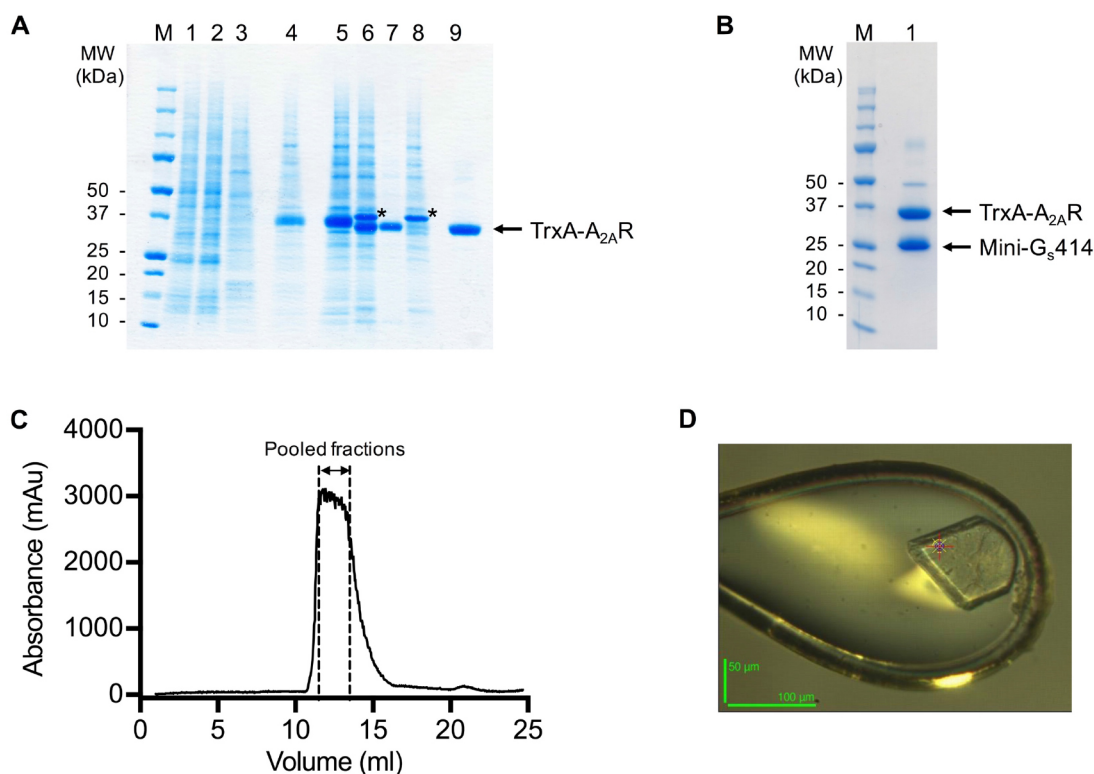 A
M 1 2 3 4 5 6 7 8 9
MW
(kDa)
50 -
37 -
25 -
20 -
15 -
10 -
*
*
TrxA-A2AR
B
M 1
MW
(kDa)
50 -
37 -
25 -
20 -
15 -
10 -
TrxA-A2AR
Mini-Gs414
C
Pooled fractions
Absorbance (mAu)
4000
3000
2000
1000
0
0 5 10 15 20 25
Volume (ml)
D
50 µm
100 µm